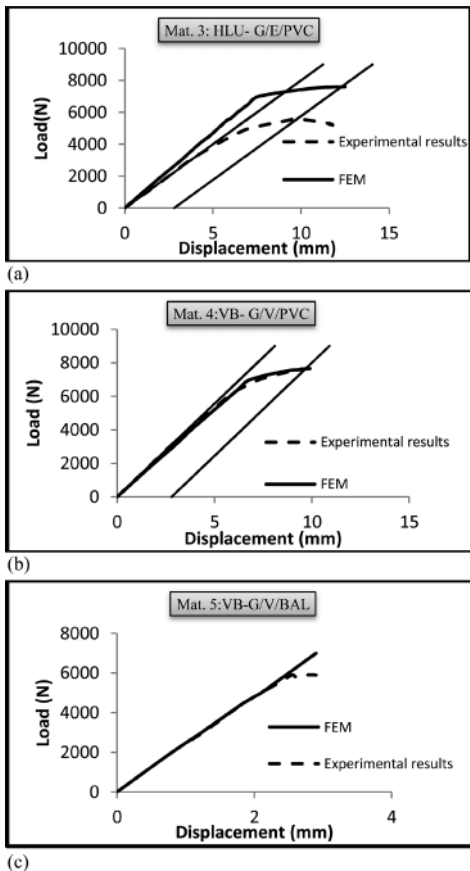 Mat. 3: HLU- G/E/PVC
Load(N)
10000
8000
6000
4000
2000
0
0 5 10 15
Displacement (mm)
Experimental results
FEM
(a)
Mat. 4:VB- G/V/PVC
Load (N)
10000
8000
6000
4000
2000
0
0 5 10 15
Displacement (mm)
Experimental results
FEM
(b)
Mat. 5:VB-G/V/BAL
Load (N)
8000
6000
4000
2000
0
0 2 4
Displacement (mm)
FEM
Experimental results
(c)